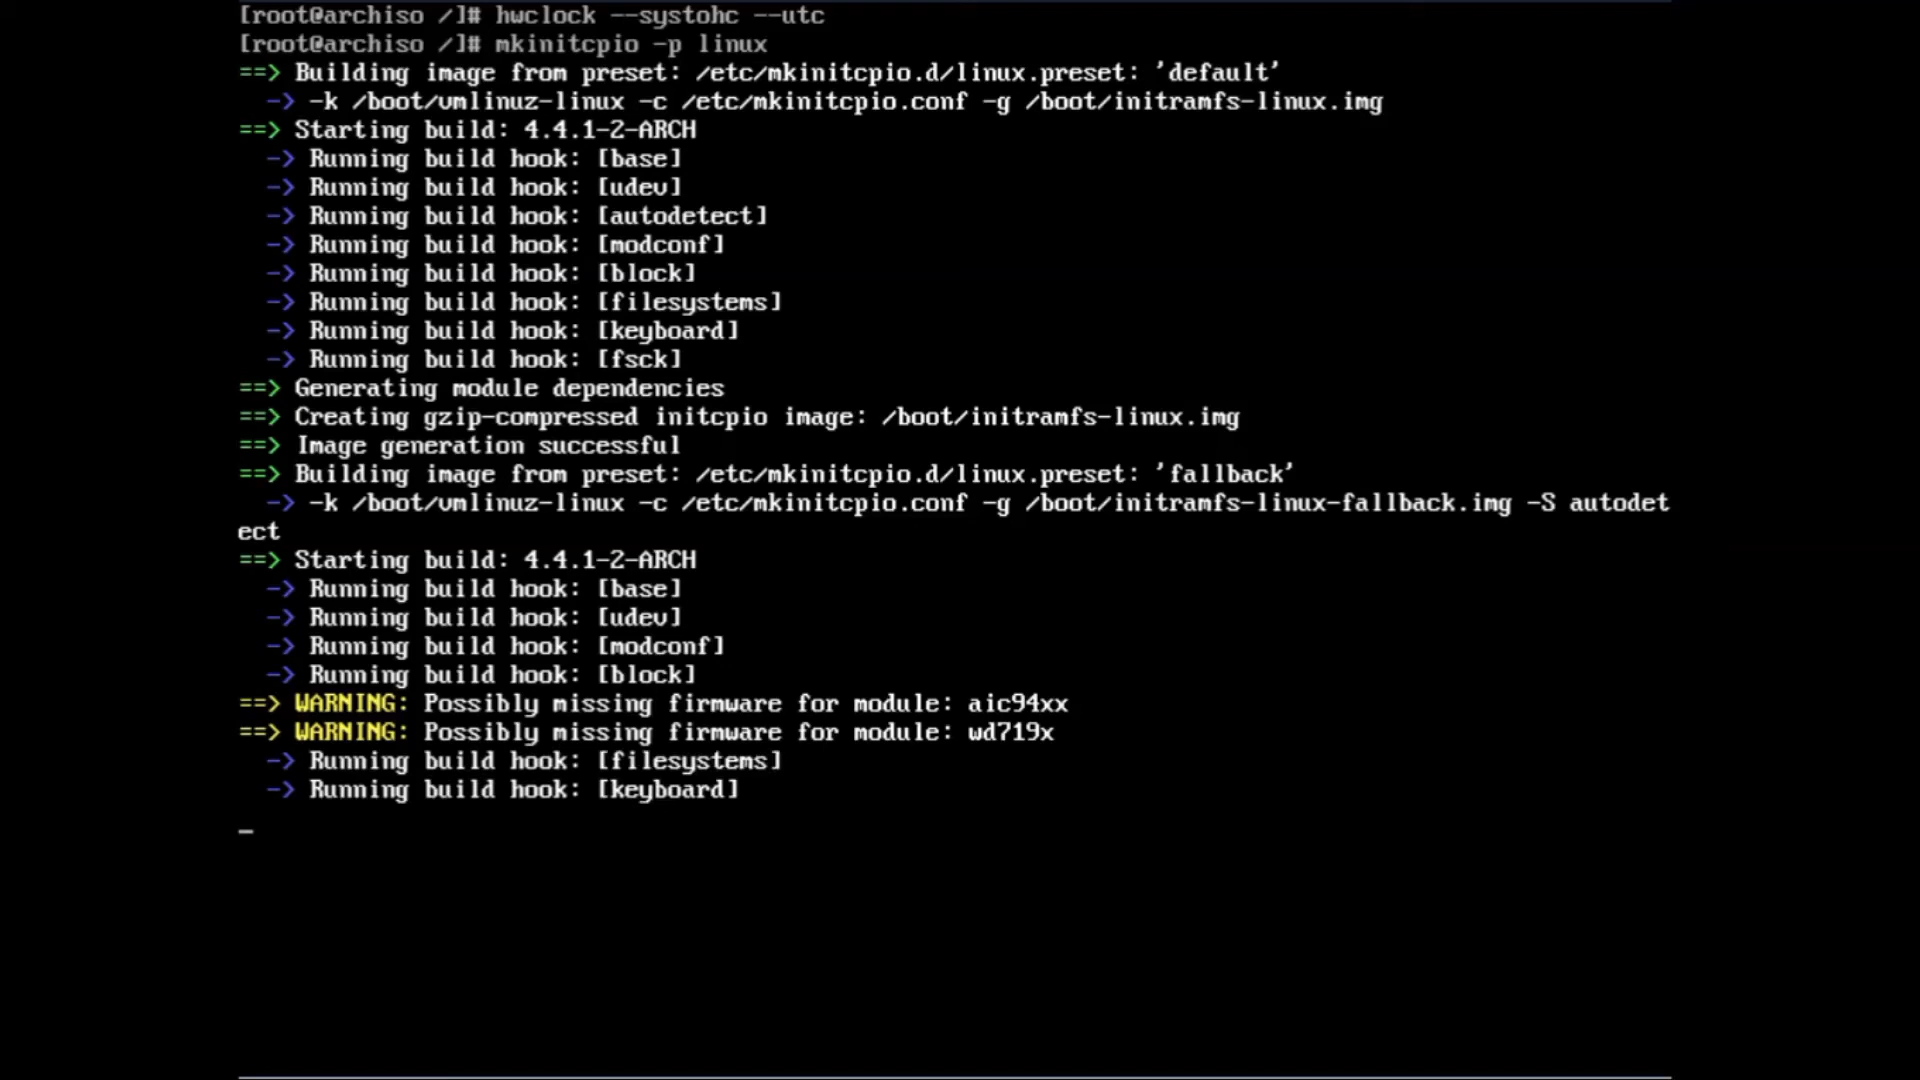 [root@archiso /]# hwclock --systohc --utc
[root@archiso /]# mkinitcpio -p linux
==> Building image from preset: /etc/mkinitcpio.d/linux.preset: 'default'
  -> -k /boot/vmlinuz-linux -c /etc/mkinitcpio.conf -g /boot/initramfs-linux.img
==> Starting build: 4.4.1-2-ARCH
  -> Running build hook: [base]
  -> Running build hook: [udev]
  -> Running build hook: [autodetect]
  -> Running build hook: [modconf]
  -> Running build hook: [block]
  -> Running build hook: [filesystems]
  -> Running build hook: [keyboard]
  -> Running build hook: [fsck]
==> Generating module dependencies
==> Creating gzip-compressed initcpio image: /boot/initramfs-linux.img
==> Image generation successful
==> Building image from preset: /etc/mkinitcpio.d/linux.preset: 'fallback'
  -> -k /boot/vmlinuz-linux -c /etc/mkinitcpio.conf -g /boot/initramfs-linux-fallback.img -S autodet
ect
==> Starting build: 4.4.1-2-ARCH
  -> Running build hook: [base]
  -> Running build hook: [udev]
  -> Running build hook: [modconf]
  -> Running build hook: [block]
==> WARNING: Possibly missing firmware for module: aic94xx
==> WARNING: Possibly missing firmware for module: wd719x
  -> Running build hook: [filesystems]
  -> Running build hook: [keyboard]